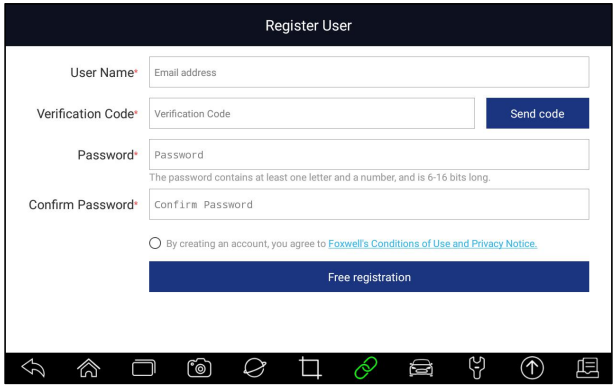 Register User
User Name* Email address
Verification Code* Verification Code Send code
Password* Password
The password contains at least one letter and a number, and is 6-16 bits long.
Confirm Password* Confirm Password
By creating an account, you agree to Foxwell's Conditions of Use and Privacy Notice.
Free registration